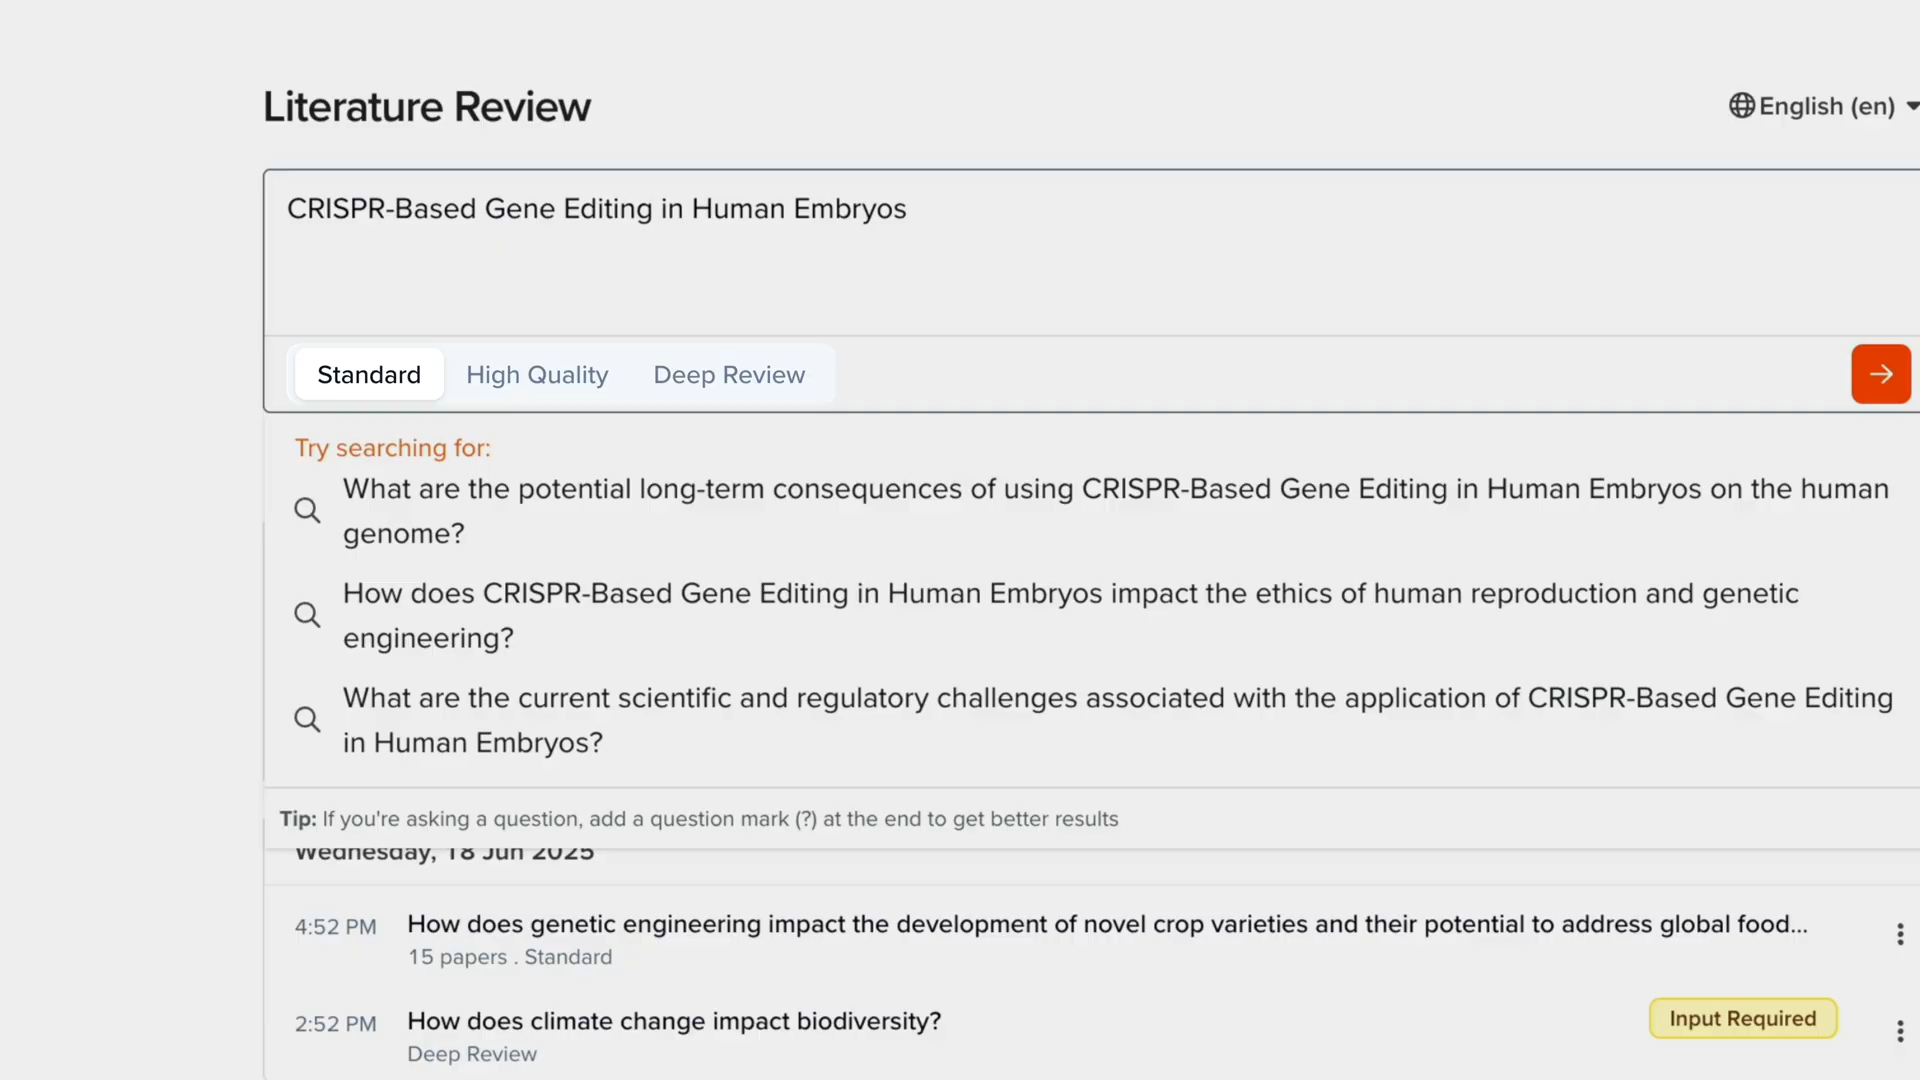 Literature Review
English (en)
CRISPR-Based Gene Editing in Human Embryos
Standard
High Quality
Deep Review
Try searching for:
What are the potential long-term consequences of using CRISPR-Based Gene Editing in Human Embryos on the human
genome?
How does CRISPR-Based Gene Editing in Human Embryos impact the ethics of human reproduction and genetic
engineering?
What are the current scientific and regulatory challenges associated with the application of CRISPR-Based Gene Editing
in Human Embryos?
Tip: If you're asking a question, add a question mark (?) at the end to get better results
Wednesday, 18 Jun 2025
4:52 PM
How does genetic engineering impact the development of novel crop varieties and their potential to address global food...
15 papers . Standard
2:52 PM
How does climate change impact biodiversity?
Input Required
Deep Review